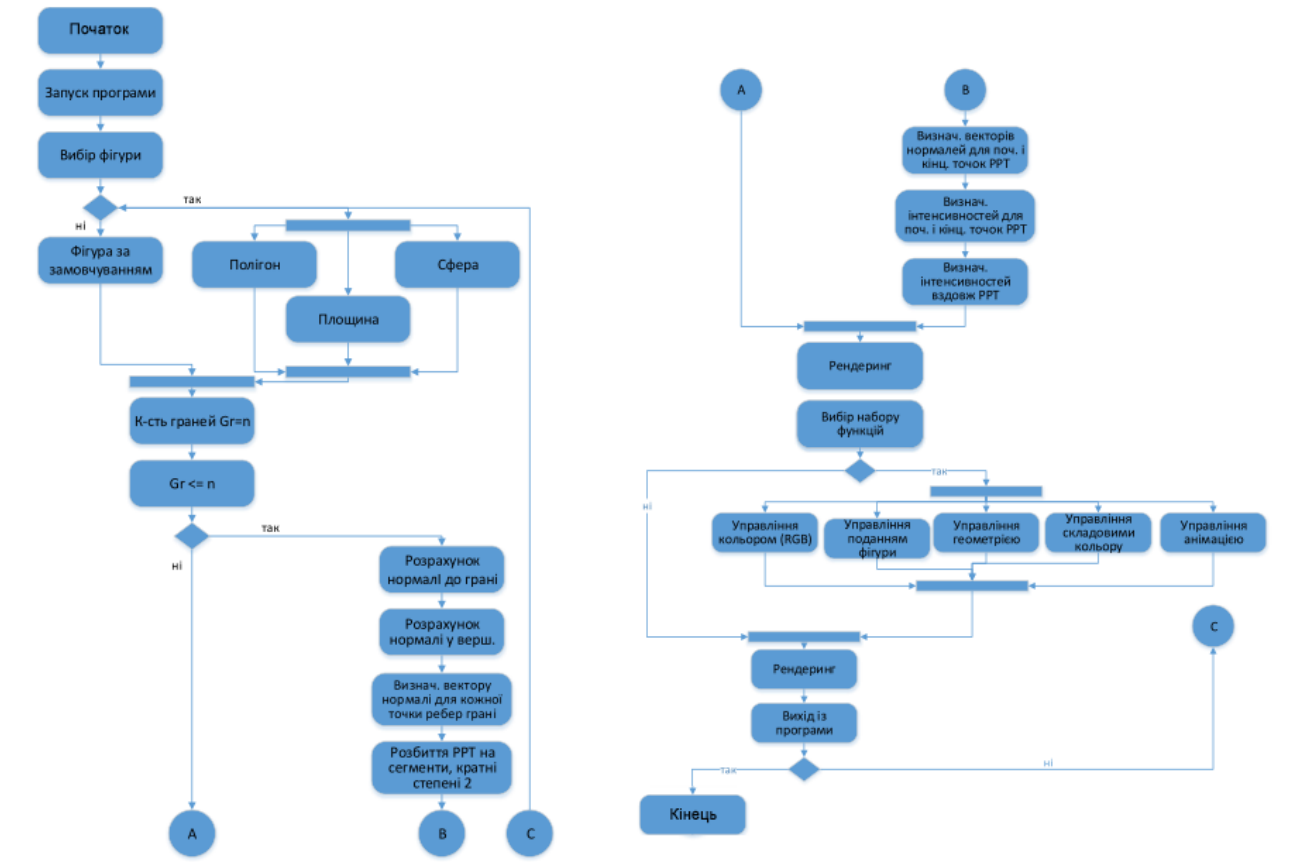 Початок
Запуск програми
Вибір фігури
так
ні
Фігура за
замовчуванням
Полігон
Сфера
Площина
К-сть граней Gr=n
Gr <= n
так
ні
Розрахунок
нормалІ до грані
Розрахунок
нормалі у верш.
Визнач. вектору
нормалі для кожної
точки ребер грані
Розбиття РРТ на
сегменти, кратні
степені 2
A
B
C
A
B
Визнач. векторів
нормалей для поч. і
кінц. точок РРТ
Визнач.
інтенсивностей для
поч. і кінц. точок РРТ
Визнач.
інтенсивностей
вздовж РРТ
Рендеринг
Вибір набору
функцій
так
ні
Управління
кольором (RGB)
Управління
поданням
фігури
Управління
геометрією
Управління
складовими
кольору
Управління
анімацією
C
Рендеринг
Вихід із
програми
так
ні
Кінець